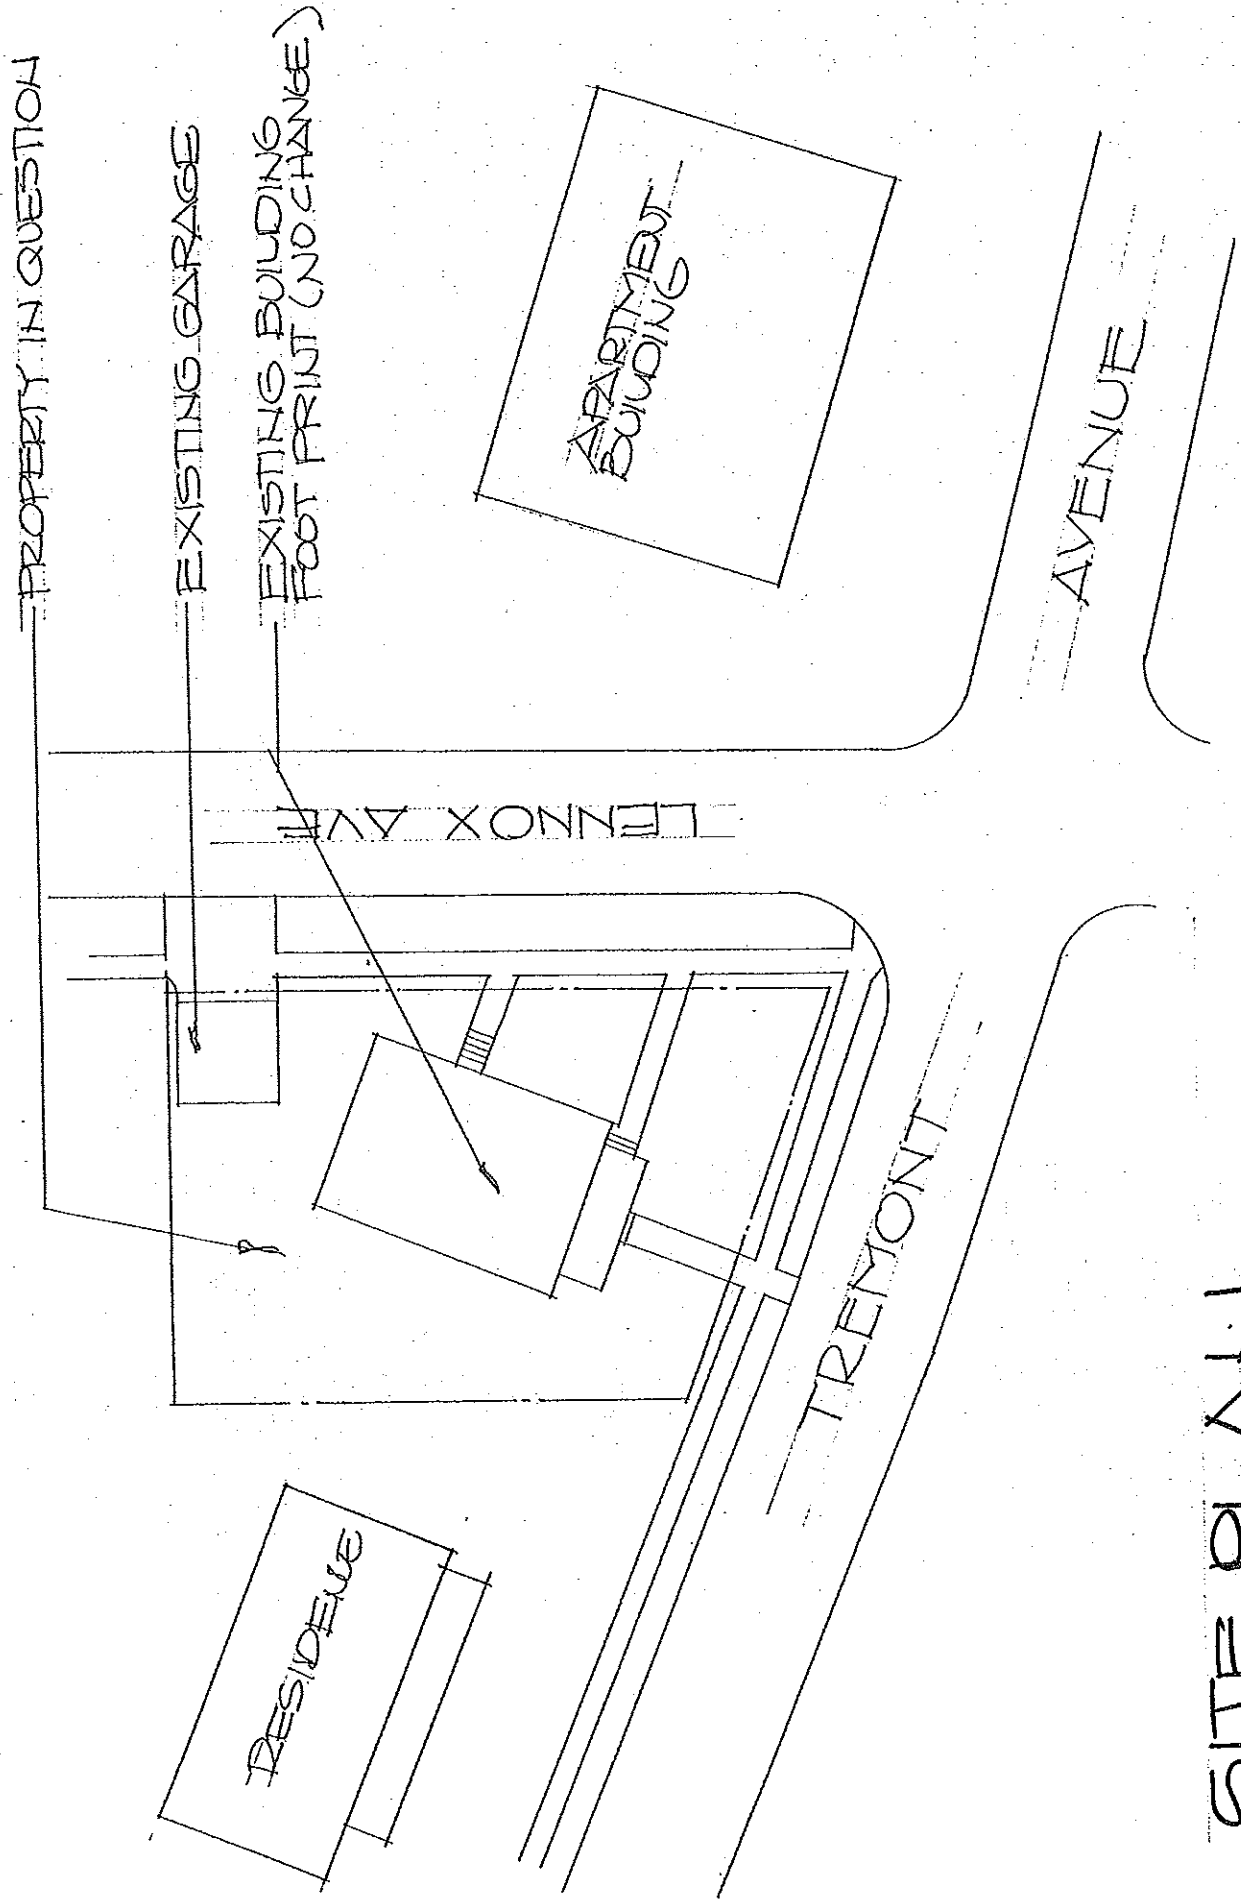 PROPERTY IN QUESTION
EXISTING GARAGE
EXISTING BUILDING
FOOT PRINT (NO CHANGE)
LENNOX AVE
APARTMENT
BUILDING
RESIDENCE
TREMONT AVENUE
SITE